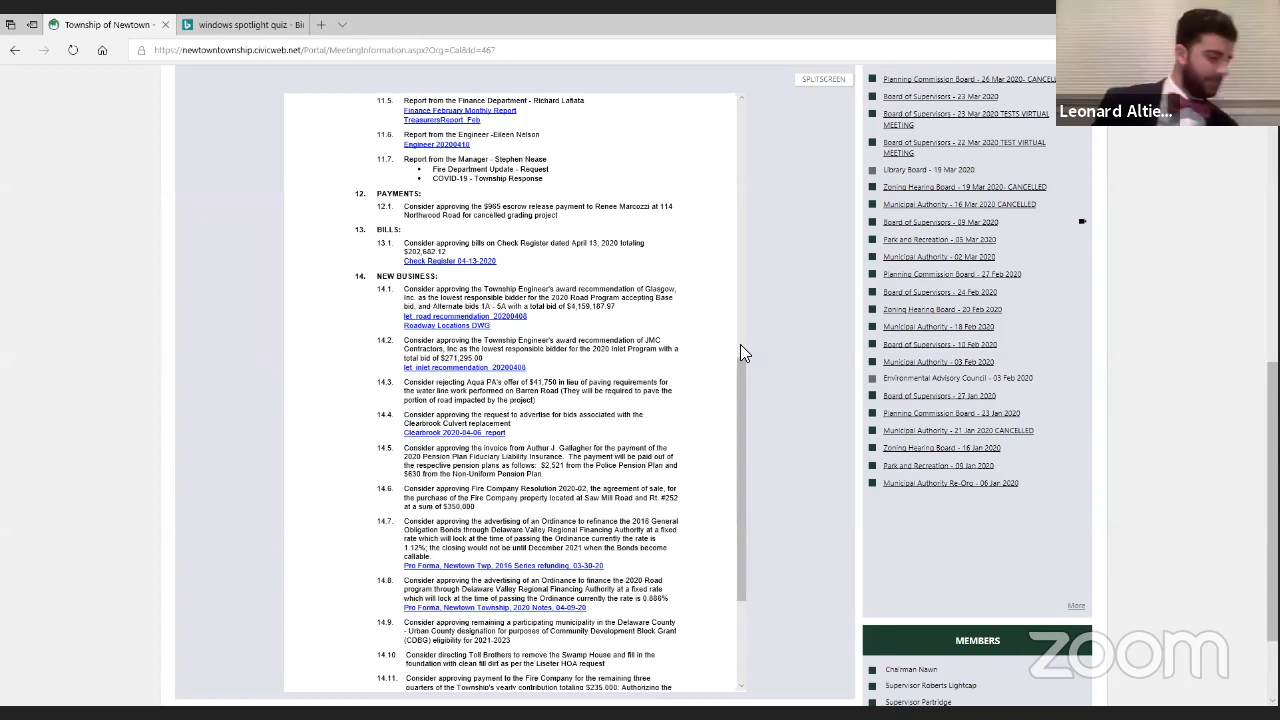 Township of Newtown -
windows spotlight quiz - Bi
https://newtowntownship.civicweb.net/Portal/MeetingInformation.aspx?Org=Cal&Id=467
Leonard Altie...
SPLITSCREEN
11.5. Report from the Finance Department - Richard Lafiata
Finance February Monthly Report
TreasurersReport_Feb
11.6. Report from the Engineer -Eileen Nelson
Engineer 20200410
11.7. Report from the Manager - Stephen Nease
• Fire Department Update - Request
• COVID-19 - Township Response
12. PAYMENTS:
12.1. Consider approving the $965 escrow release payment to Renee Marcozzi at 114
Northwood Road for cancelled grading project
13. BILLS:
13.1. Consider approving bills on Check Register dated April 13, 2020 totaling
$202,682.12
Check Register 04-13-2020
14. NEW BUSINESS:
14.1. Consider approving the Township Engineer's award recommendation of Glasgow,
Inc. as the lowest responsible bidder for the 2020 Road Program accepting Base
bid, and Alternate bids 1A - 5A with a total bid of $4,159,187.97
let_road recommendation_20200408
Roadway Locations DWG
14.2. Consider approving the Township Engineer's award recommendation of JMC
Contractors, Inc as the lowest responsible bidder for the 2020 Inlet Program with a
total bid of $271,295.00
let_inlet recommendation_20200408
14.3. Consider rejecting Aqua PA's offer of $41,750 in lieu of paving requirements for
the water line work performed on Barren Road (They will be required to pave the
portion of road impacted by the project)
14.4. Consider approving the request to advertise for bids associated with the
Clearbrook Culvert replacement
Clearbrook 2020-04-06_report
14.5. Consider approving the invoice from Authur J. Gallagher for the payment of the
2020 Pension Plan Fiduciary Liability Insurance. The payment will be paid out of
the respective pension plans as follows: $2,521 from the Police Pension Plan and
$630 from the Non-Uniform Pension Plan.
14.6. Consider approving Fire Company Resolution 2020-02, the agreement of sale, for
the purchase of the Fire Company property located at Saw Mill Road and Rt. #252
at a sum of $350,000
14.7. Consider approving the advertising of an Ordinance to refinance the 2016 General
Obligation Bonds through Delaware Valley Regional Financing Authority at a fixed
rate which will lock at the time of passing the Ordinance currently the rate is
1.12%; the closing would not be until December 2021 when the Bonds become
callable.
Pro Forma, Newtown Twp, 2016 Series refunding, 03-30-20
14.8. Consider approving the advertising of an Ordinance to finance the 2020 Road
program through Delaware Valley Regional Financing Authority at a fixed rate
which will lock at the time of passing the Ordinance currently the rate is 0.886%
Pro Forma, Newtown Township, 2020 Notes, 04-09-20
14.9. Consider approving remaining a participating municipality in the Delaware County
- Urban County designation for purposes of Community Development Block Grant
(CDBG) eligibility for 2021-2023
14.10. Consider directing Toll Brothers to remove the Swamp House and fill in the
foundation with clean fill dirt as per the Liseter HOA request
14.11. Consider approving payment to the Fire Company for the remaining three
quarters of the Township's yearly contribution totaling $235,000; Authorizing the
Planning Commission Board - 26 Mar 2020- CANCEL
Board of Supervisors - 23 Mar 2020
Board of Supervisors - 23 Mar 2020 TESTS VIRTUAL
MEETING
Board of Supervisors - 22 Mar 2020 TEST VIRTUAL
MEETING
Library Board - 19 Mar 2020
Zoning Hearing Board - 19 Mar 2020- CANCELLED
Municipal Authority - 16 Mar 2020 CANCELLED
Board of Supervisors - 09 Mar 2020
Park and Recreation - 05 Mar 2020
Municipal Authority - 02 Mar 2020
Planning Commission Board - 27 Feb 2020
Board of Supervisors - 24 Feb 2020
Zoning Hearing Board - 20 Feb 2020
Municipal Authority - 18 Feb 2020
Board of Supervisors - 10 Feb 2020
Municipal Authority - 03 Feb 2020
Environmental Advisory Council - 03 Feb 2020
Board of Supervisors - 27 Jan 2020
Planning Commission Board - 23 Jan 2020
Municipal Authority - 21 Jan 2020 CANCELLED
Zoning Hearing Board - 16 Jan 2020
Park and Recreation - 09 Jan 2020
Municipal Authority Re-Org - 06 Jan 2020
More
MEMBERS
Chairman Nawn
Supervisor Roberts Lightcap
Supervisor Partridge
zoom